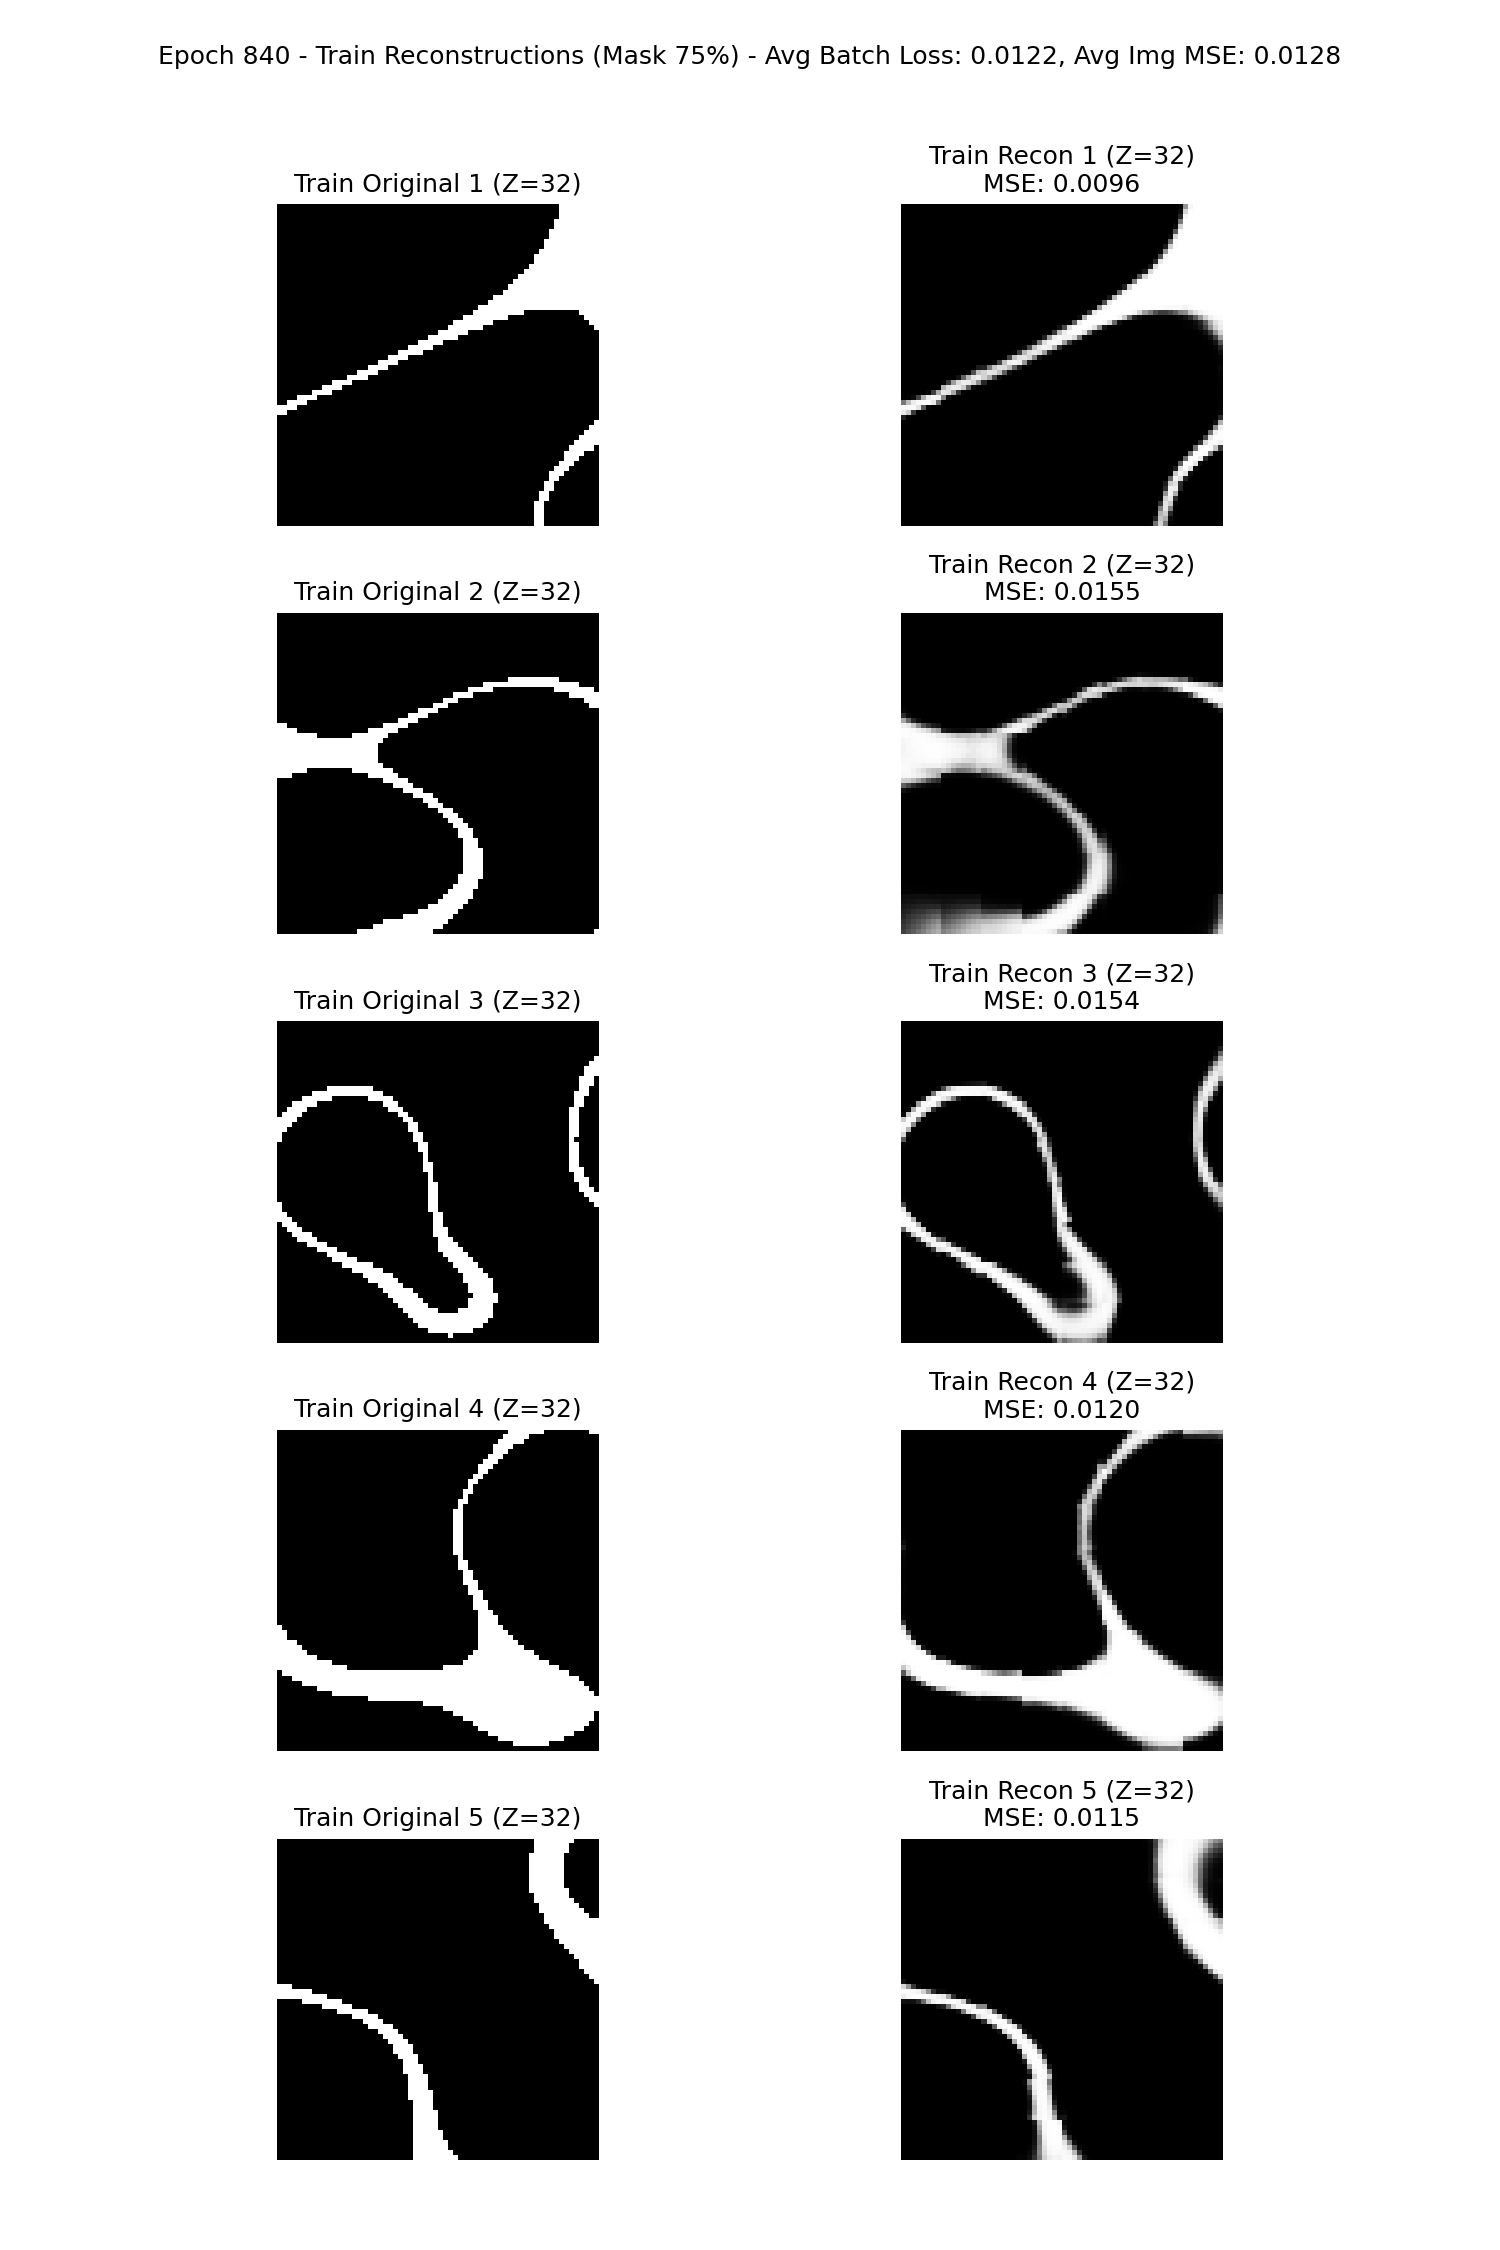 Epoch 840 - Train Reconstructions (Mask 75%) - Avg Batch Loss: 0.0122, Avg Img MSE: 0.0128
Train Original 1 (Z=32)
Train Recon 1 (Z=32)
MSE: 0.0096
Train Original 2 (Z=32)
Train Recon 2 (Z=32)
MSE: 0.0155
Train Original 3 (Z=32)
Train Recon 3 (Z=32)
MSE: 0.0154
Train Original 4 (Z=32)
Train Recon 4 (Z=32)
MSE: 0.0120
Train Original 5 (Z=32)
Train Recon 5 (Z=32)
MSE: 0.0115